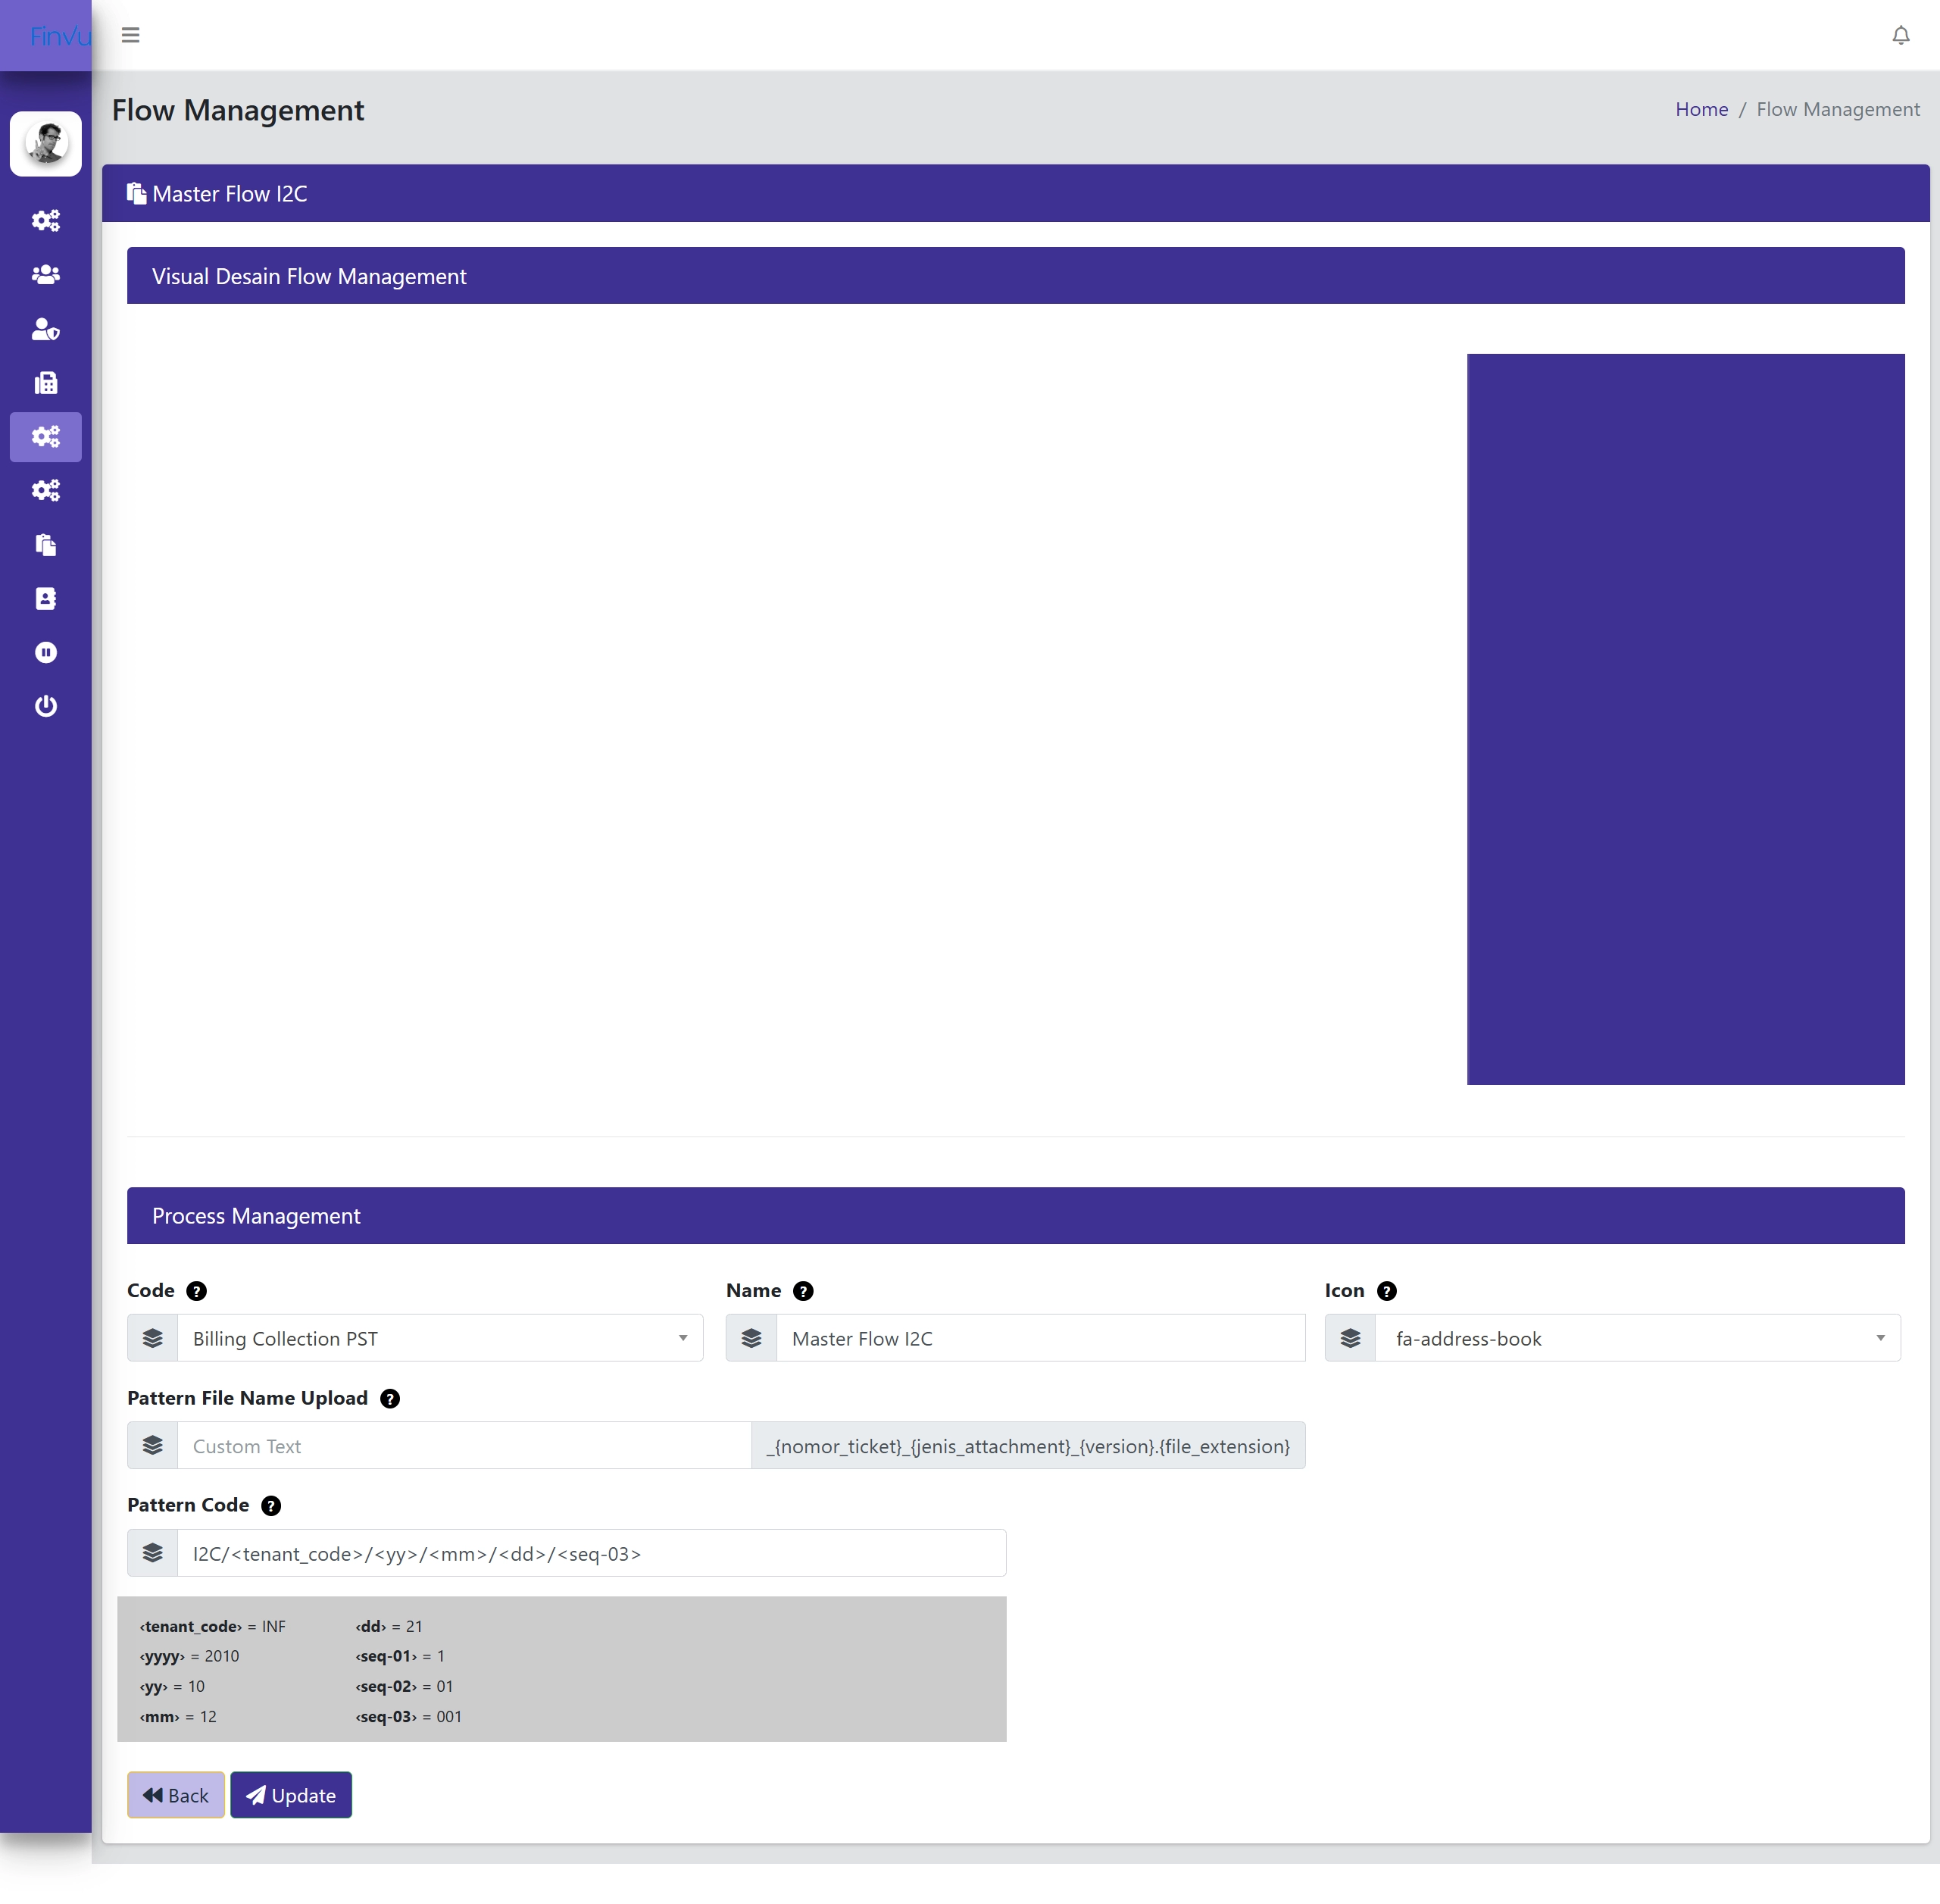 FinVu
Flow Management
Home / Flow Management
Master Flow I2C
Visual Desain Flow Management
Process Management
Code
Name
Icon
Billing Collection PST
Master Flow I2C
fa-address-book
Pattern File Name Upload
Custom Text
_{nomor_ticket}_{jenis_attachment}_{version}.{file_extension}
Pattern Code
I2C/<tenant_code>/<yy>/<mm>/<dd>/<seq-03>
‹tenant_code› = INF
‹yyyy› = 2010
‹yy› = 10
‹mm› = 12
‹dd› = 21
‹seq-01› = 1
‹seq-02› = 01
‹seq-03› = 001
Back
Update